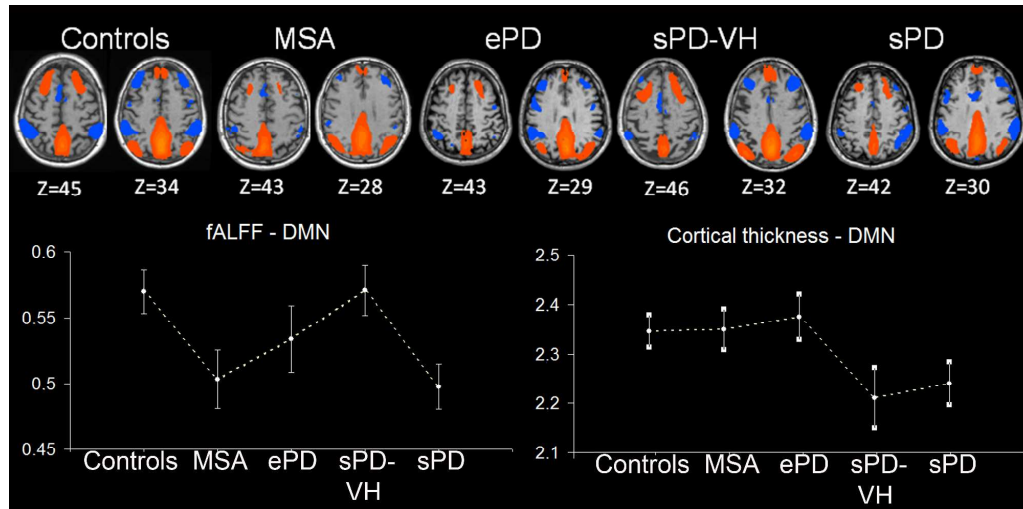 Controls MSA ePD sPD-VH sPD
Z=45 Z=34 Z=43 Z=28 Z=43 Z=29 Z=46 Z=32 Z=42 Z=30
fALFF - DMN
0.6
0.55
0.5
0.45
Controls MSA ePD sPD-VH sPD
Cortical thickness - DMN
2.5
2.4
2.3
2.2
2.1
Controls MSA ePD sPD-VH sPD